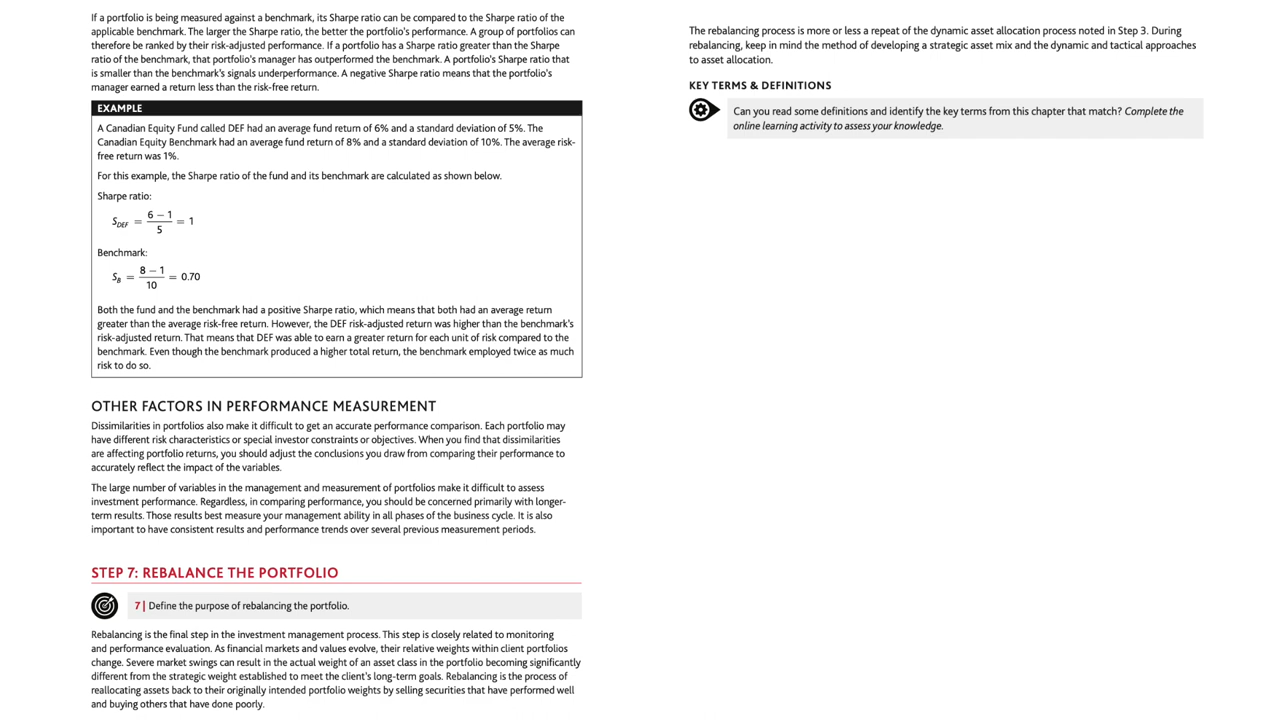 If a portfolio is being measured against a benchmark, its Sharpe ratio can be compared to the Sharpe ratio of the
applicable benchmark. The larger the Sharpe ratio, the better the portfolio's performance. A group of portfolios can
therefore be ranked by their risk-adjusted performance. If a portfolio has a Sharpe ratio greater than the Sharpe
ratio of the benchmark, that portfolio's manager has outperformed the benchmark. A portfolio's Sharpe ratio that
is smaller than the benchmark's signals underperformance. A negative Sharpe ratio means that the portfolio's
manager earned a return less than the risk-free return.
EXAMPLE
A Canadian Equity Fund called DEF had an average fund return of 6% and a standard deviation of 5%. The
Canadian Equity Benchmark had an average fund return of 8% and a standard deviation of 10%. The average risk-
free return was 1%.
For this example, the Sharpe ratio of the fund and its benchmark are calculated as shown below.
Sharpe ratio:
S_DEF = (6 − 1) / 5 = 1
Benchmark:
S_B = (8 − 1) / 10 = 0.70
Both the fund and the benchmark had a positive Sharpe ratio, which means that both had an average return
greater than the average risk-free return. However, the DEF risk-adjusted return was higher than the benchmark's
risk-adjusted return. That means that DEF was able to earn a greater return for each unit of risk compared to the
benchmark. Even though the benchmark produced a higher total return, the benchmark employed twice as much
risk to do so.
OTHER FACTORS IN PERFORMANCE MEASUREMENT
Dissimilarities in portfolios also make it difficult to get an accurate performance comparison. Each portfolio may
have different risk characteristics or special investor constraints or objectives. When you find that dissimilarities
are affecting portfolio returns, you should adjust the conclusions you draw from comparing their performance to
accurately reflect the impact of the variables.
The large number of variables in the management and measurement of portfolios make it difficult to assess
investment performance. Regardless, in comparing performance, you should be concerned primarily with longer-
term results. Those results best measure your management ability in all phases of the business cycle. It is also
important to have consistent results and performance trends over several previous measurement periods.
STEP 7: REBALANCE THE PORTFOLIO
7 | Define the purpose of rebalancing the portfolio.
Rebalancing is the final step in the investment management process. This step is closely related to monitoring
and performance evaluation. As financial markets and values evolve, their relative weights within client portfolios
change. Severe market swings can result in the actual weight of an asset class in the portfolio becoming significantly
different from the strategic weight established to meet the client's long-term goals. Rebalancing is the process of
reallocating assets back to their originally intended portfolio weights by selling securities that have performed well
and buying others that have done poorly.
The rebalancing process is more or less a repeat of the dynamic asset allocation process noted in Step 3. During
rebalancing, keep in mind the method of developing a strategic asset mix and the dynamic and tactical approaches
to asset allocation.
KEY TERMS & DEFINITIONS
Can you read some definitions and identify the key terms from this chapter that match? Complete the
online learning activity to assess your knowledge.